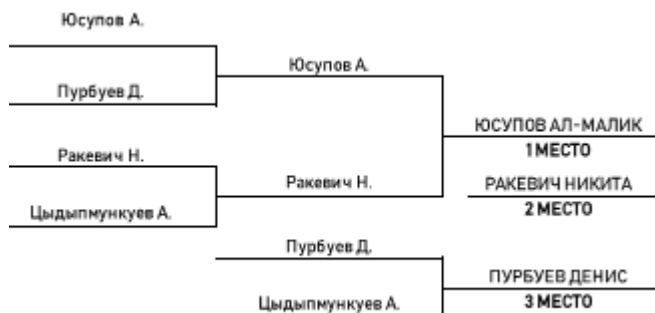 Юсупов А.
Юсупов А.
Пурбуев Д.
ЮСУПОВ АЛ-МАЛИК
1 МЕСТО
Ракевич Н.
Ракевич Н.
РАКЕВИЧ НИКИТА
2 МЕСТО
Цыдыпмункуев А.
Пурбуев Д.
ПУРБУЕВ ДЕНИС
3 МЕСТО
Цыдыпмункуев А.